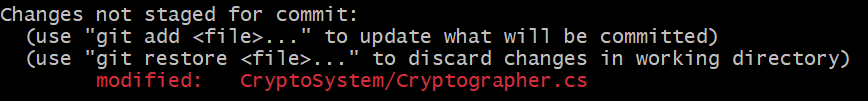 Changes not staged for commit:
  (use "git add <file>..." to update what will be committed)
  (use "git restore <file>..." to discard changes in working directory)
        modified:   CryptoSystem/Cryptographer.cs